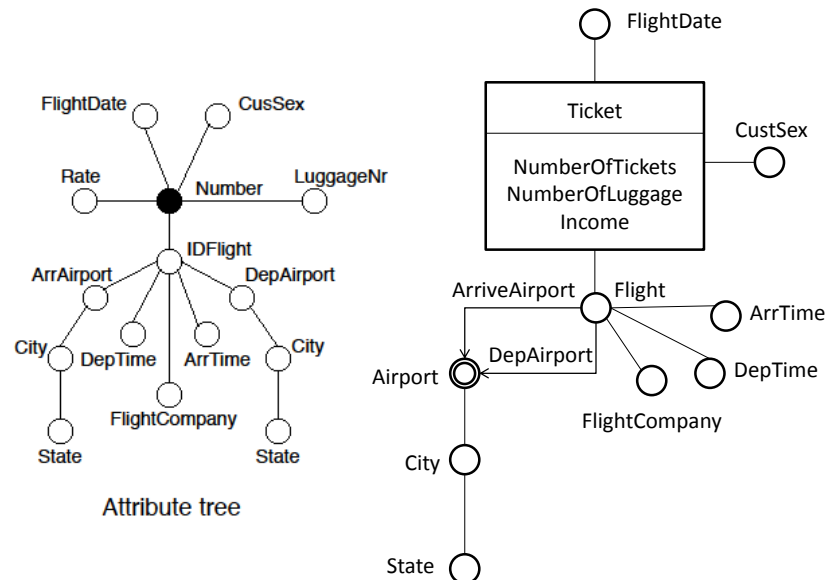 FlightDate
CusSex
Rate
Number
LuggageNr
IDFlight
ArrAirport
DepAirport
City
DepTime
ArrTime
City
FlightCompany
State
State
Attribute tree
FlightDate
Ticket
CustSex
NumberOfTickets
NumberOfLuggage
Income
ArriveAirport
Flight
ArrTime
DepAirport
Airport
DepTime
FlightCompany
City
State